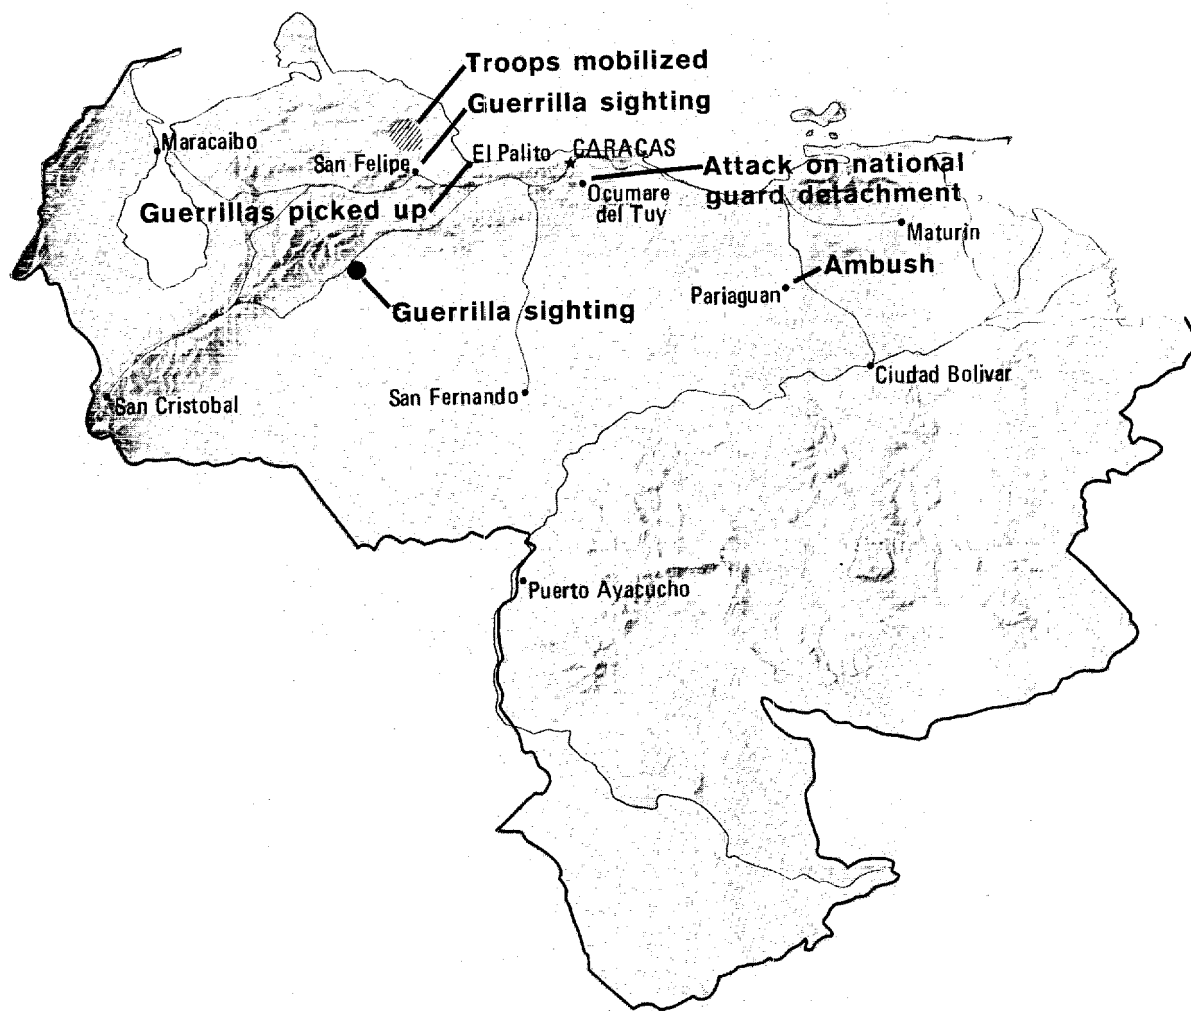 Troops mobilized
Guerrilla sighting
Maracaibo
San Felipe
El Palito
CARACAS
Attack on national
guard detachment
Ocumare
del Tuy
Guerrillas picked up
Maturin
Ambush
Pariaguan
Guerrilla sighting
Ciudad Bolivar
San Fernando
San Cristobal
Puerto Ayacucho